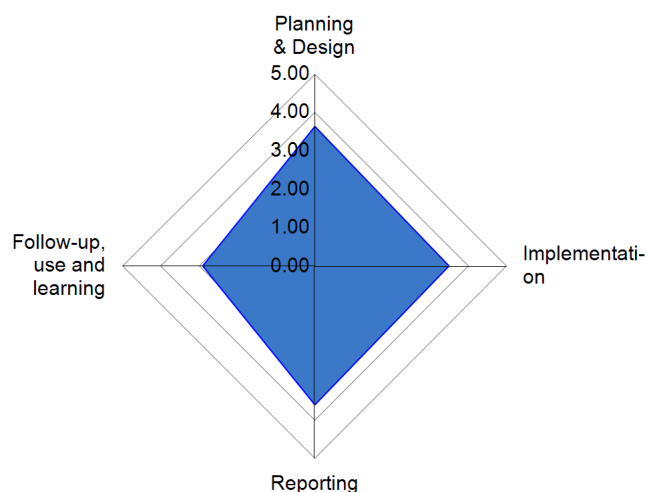 Planning
& Design
5.00
4.00
3.00
2.00
1.00
0.00
Follow-up,
use and
learning
Implementati-
on
Reporting